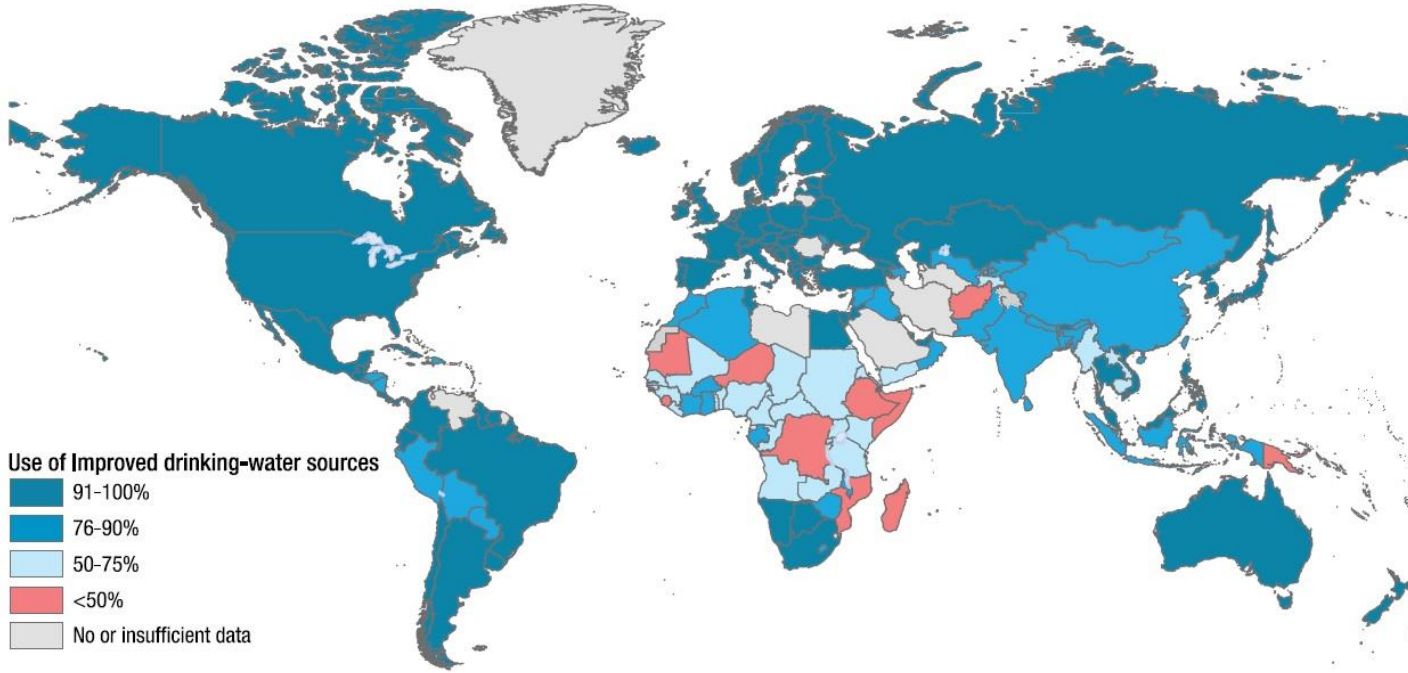 Use of Improved drinking-water sources
91-100%
76-90%
50-75%
<50%
No or insufficient data